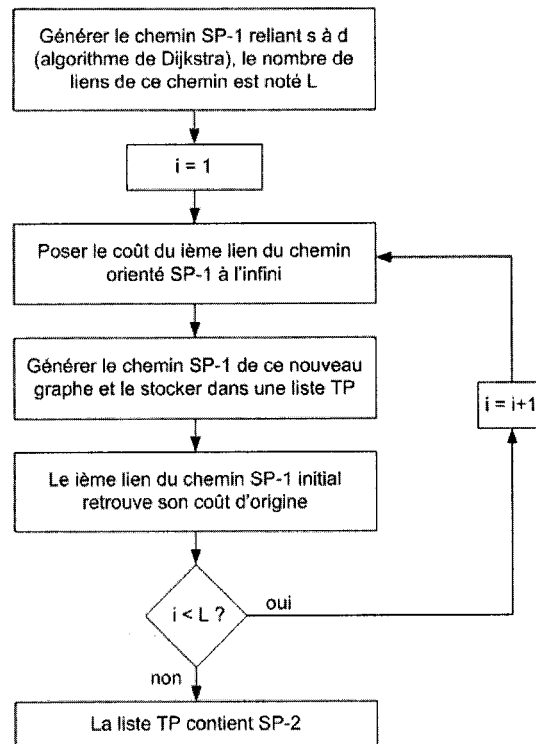 Générer le chemin SP-1 reliant s à d
(algorithme de Dijkstra), le nombre de
liens de ce chemin est noté L
i = 1
Poser le coût du ième lien du chemin
orienté SP-1 à l'infini
Générer le chemin SP-1 de ce nouveau
graphe et le stocker dans une liste TP
i = i+1
Le ième lien du chemin SP-1 initial
retrouve son coût d'origine
i < L ?
oui
non
La liste TP contient SP-2